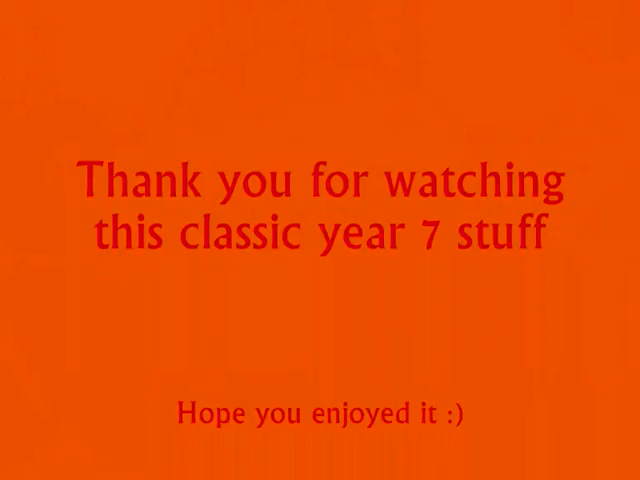 Thank you for watching
this classic year 7 stuff
Hope you enjoyed it :)